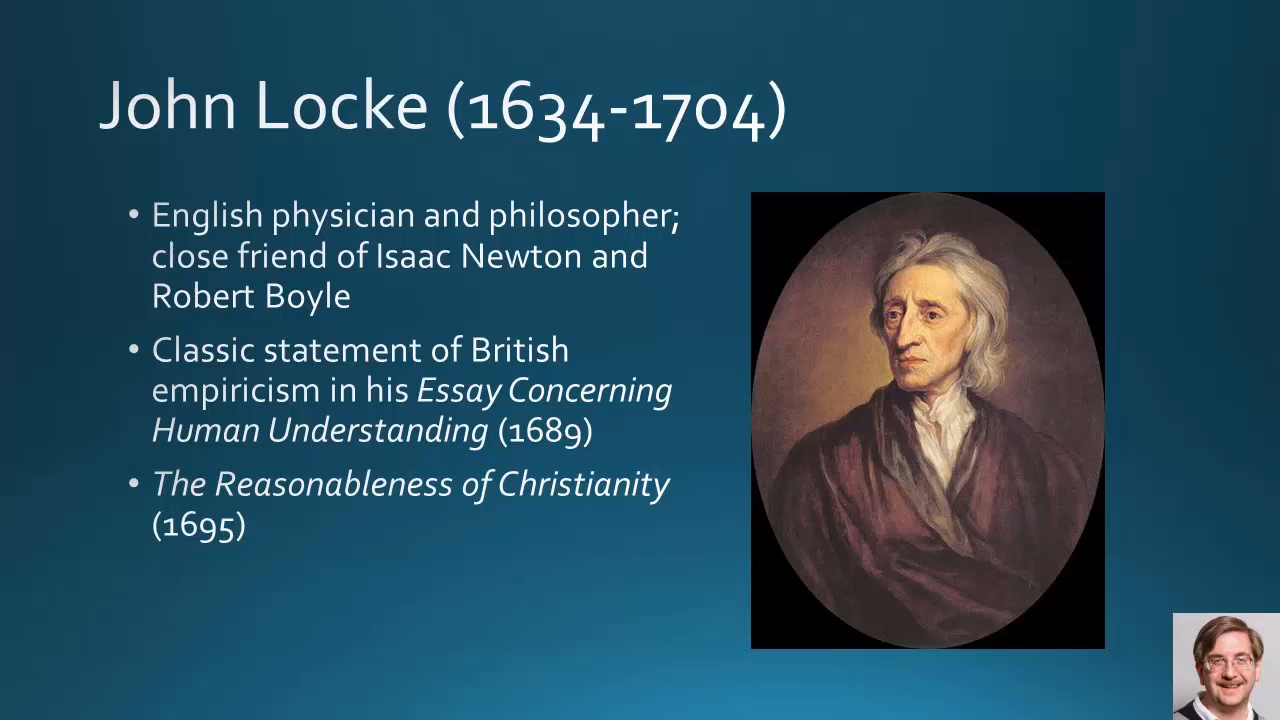 John Locke (1634-1704)
• English physician and philosopher;
close friend of Isaac Newton and
Robert Boyle
• Classic statement of British
empiricism in his Essay Concerning
Human Understanding (1689)
• The Reasonableness of Christianity
(1695)